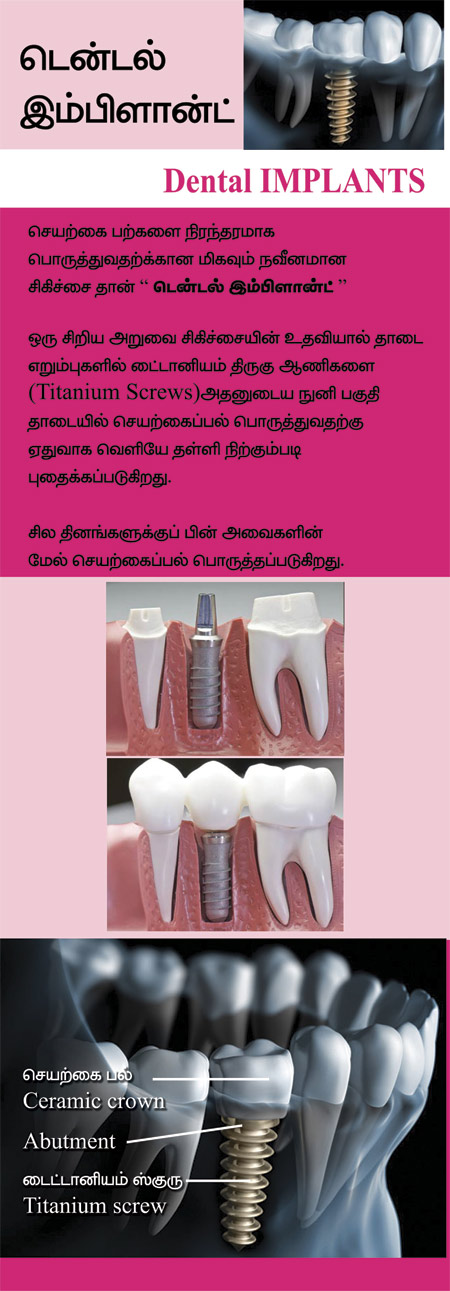 டென்டல்
இம்பிளான்ட்
Dental IMPLANTS
செயற்கை பற்களை நிரந்தரமாக
பொருத்துவதற்க்கான மிகவும் நவீனமான
சிகிச்சை தான் “ டென்டல் இம்பிளான்ட் ”
ஒரு சிறிய அறுவை சிகிச்சையின் உதவியால் தாடை
எறும்புகளில் டைட்டானியம் திருகு ஆணிகளை
(Titanium Screws)அதனுடைய நுனி பகுதி
தாடையில் செயற்கைப்பல் பொருத்துவதற்கு
ஏதுவாக வெளியே தள்ளி நிற்கும்படி
புதைக்கப்படுகிறது.
சில தினங்களுக்குப் பின் அவைகளின்
மேல் செயற்கைப்பல் பொருத்தப்படுகிறது.
செயற்கை பல்
Ceramic crown
Abutment
டைட்டானியம் ஸ்குரு
Titanium screw